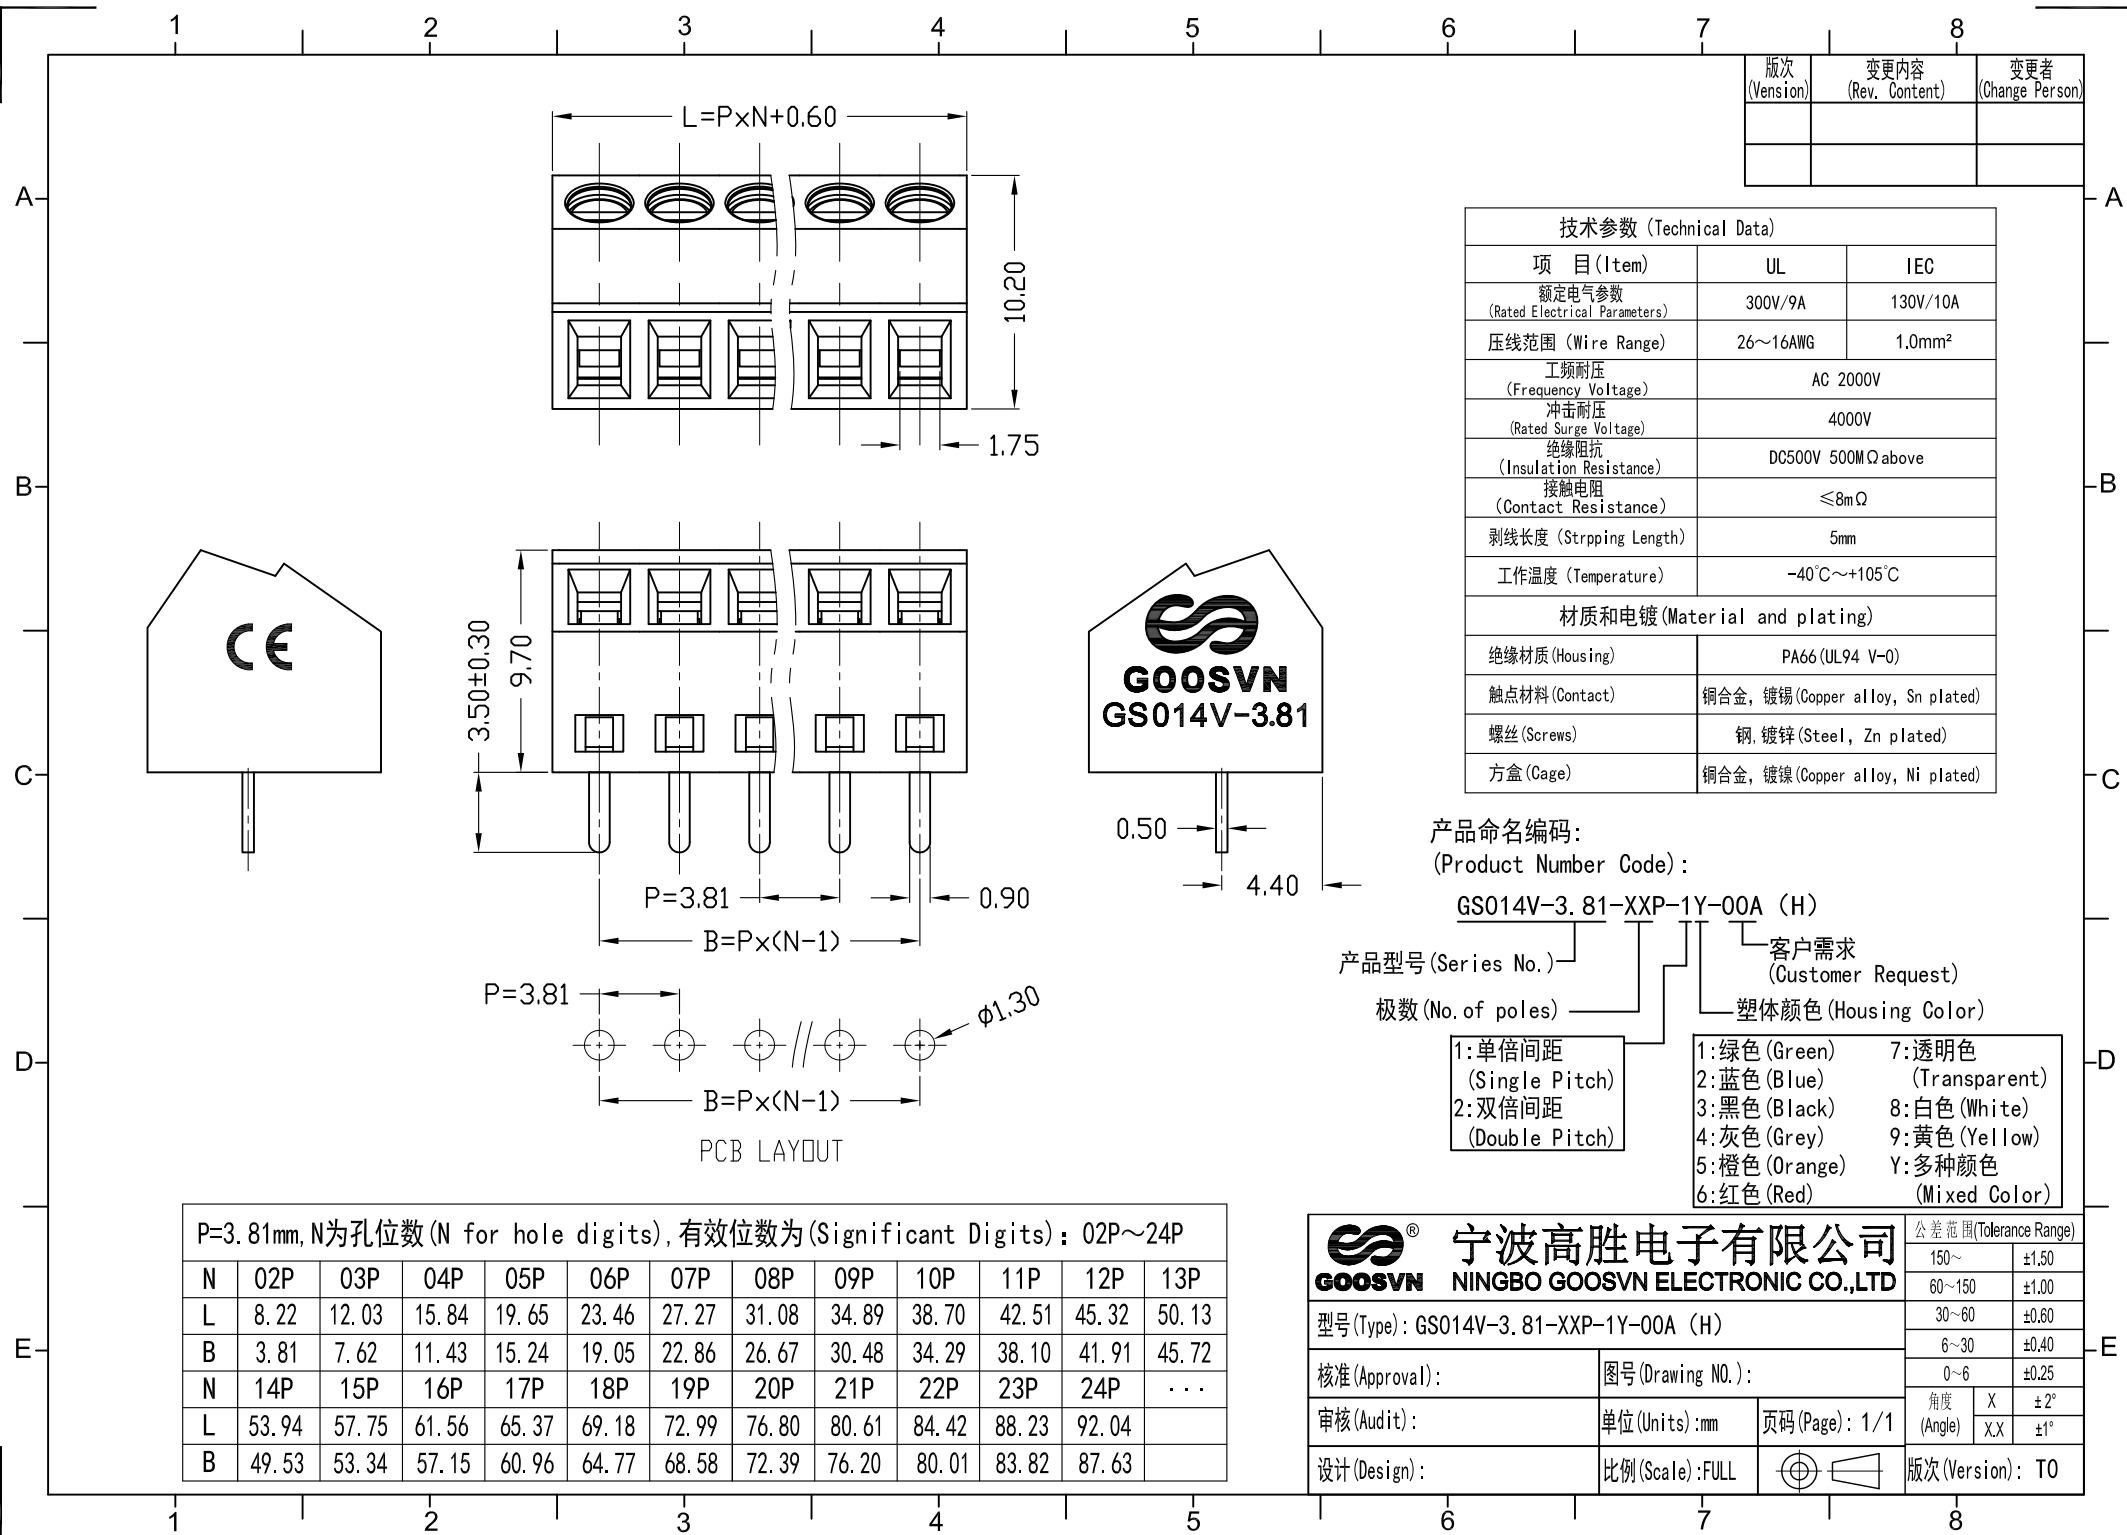 1 2 3 4 5 6 7 8
版次 变更内容 变更者
(Vension) (Rev. Content) (Change Person)
L=PxN+0.60
A A
10.20
1.75
技术参数 (Technical Data)
项 目(Item) UL IEC
额定电气参数
(Rated Electrical Parameters) 300V/9A 130V/10A
压线范围 (Wire Range) 26～16AWG 1.0mm²
工频耐压
(Frequency Voltage) AC 2000V
冲击耐压
(Rated Surge Voltage) 4000V
绝缘阻抗
(Insulation Resistance) DC500V 500MΩabove
接触电阻
(Contact Resistance) ≤8mΩ
剥线长度 (Strpping Length) 5mm
工作温度 (Temperature) -40℃～+105℃
材质和电镀(Material and plating)
绝缘材质(Housing) PA66(UL94 V-0)
触点材料(Contact) 铜合金, 镀锡(Copper alloy, Sn plated)
螺丝(Screws) 钢, 镀锌(Steel, Zn plated)
方盒(Cage) 铜合金, 镀镍(Copper alloy, Ni plated)
B B
CE
3.50±0.30
9.70
GOOSVN
GS014V-3.81
C C
0.50
4.40
P=3.81
0.90
B=Px(N-1)
P=3.81
ø1.30
B=Px(N-1)
PCB LAYOUT
产品命名编码:
(Product Number Code):
GS014V-3.81-XXP-1Y-00A (H)
产品型号(Series No.)
客户需求
(Customer Request)
极数(No.of poles)
塑体颜色(Housing Color)
1:单倍间距
(Single Pitch)
2:双倍间距
(Double Pitch)
1:绿色(Green) 7:透明色
2:蓝色(Blue) (Transparent)
3:黑色(Black) 8:白色(White)
4:灰色(Grey) 9:黄色(Yellow)
5:橙色(Orange) Y:多种颜色
6:红色(Red) (Mixed Color)
D D
P=3.81mm, N为孔位数(N for hole digits), 有效位数为(Significant Digits): 02P～24P
N 02P 03P 04P 05P 06P 07P 08P 09P 10P 11P 12P 13P
L 8.22 12.03 15.84 19.65 23.46 27.27 31.08 34.89 38.70 42.51 45.32 50.13
B 3.81 7.62 11.43 15.24 19.05 22.86 26.67 30.48 34.29 38.10 41.91 45.72
N 14P 15P 16P 17P 18P 19P 20P 21P 22P 23P 24P ...
L 53.94 57.75 61.56 65.37 69.18 72.99 76.80 80.61 84.42 88.23 92.04
B 49.53 53.34 57.15 60.96 64.77 68.58 72.39 76.20 80.01 83.82 87.63
E E
® 宁波高胜电子有限公司
GOOSVN NINGBO GOOSVN ELECTRONIC CO.,LTD
型号(Type): GS014V-3.81-XXP-1Y-00A (H)
核准(Approval): 图号(Drawing NO.):
审核(Audit): 单位(Units):mm 页码(Page): 1/1
设计(Design): 比例(Scale):FULL
公差范围(Tolerance Range)
150~ ±1.50
60~150 ±1.00
30~60 ±0.60
6~30 ±0.40
0~6 ±0.25
角度 X ±2°
(Angle) X.X ±1°
版次(Version): T0
1 2 3 4 5 6 7 8